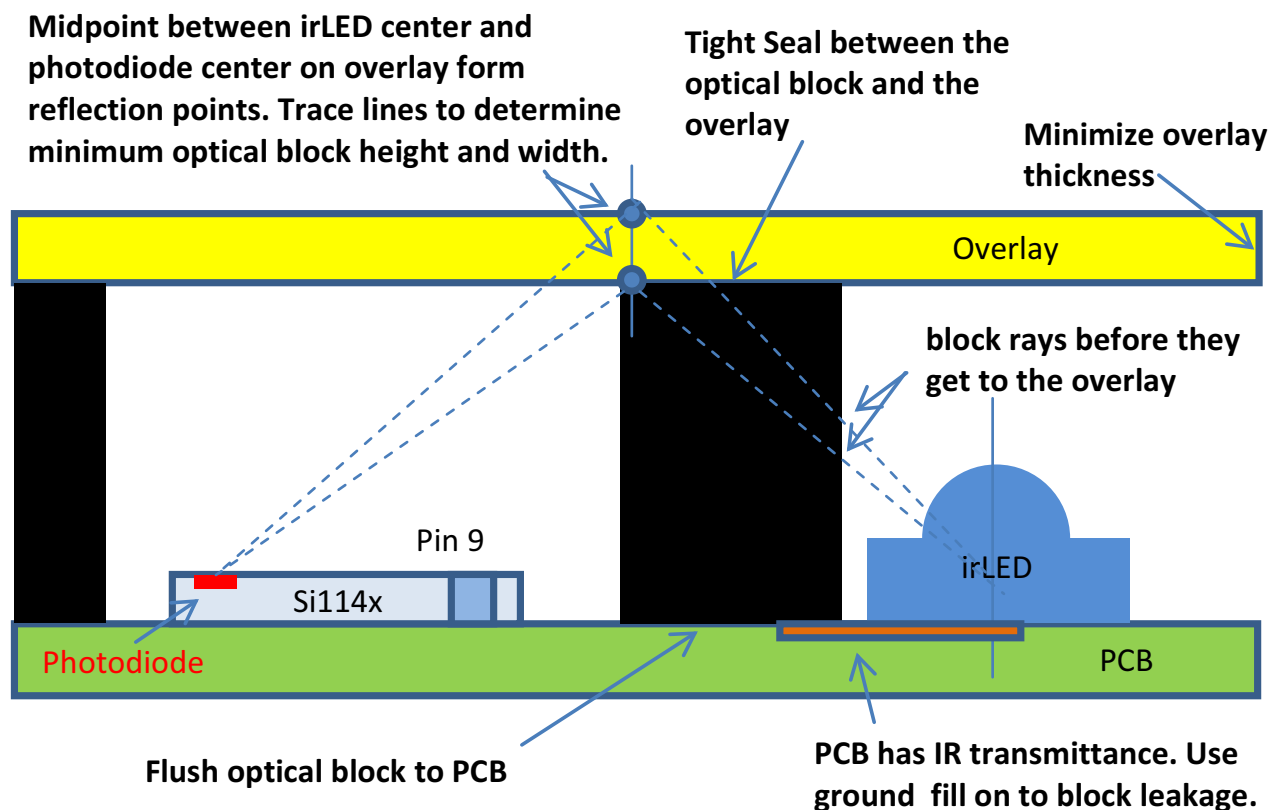 Midpoint between irLED center and
photodiode center on overlay form
reflection points. Trace lines to determine
minimum optical block height and width.
Tight Seal between the
optical block and the
overlay
Minimize overlay
thickness
Overlay
block rays before they
get to the overlay
Pin 9
irLED
Si114x
Photodiode
PCB
Flush optical block to PCB
PCB has IR transmittance. Use
ground  fill on to block leakage.